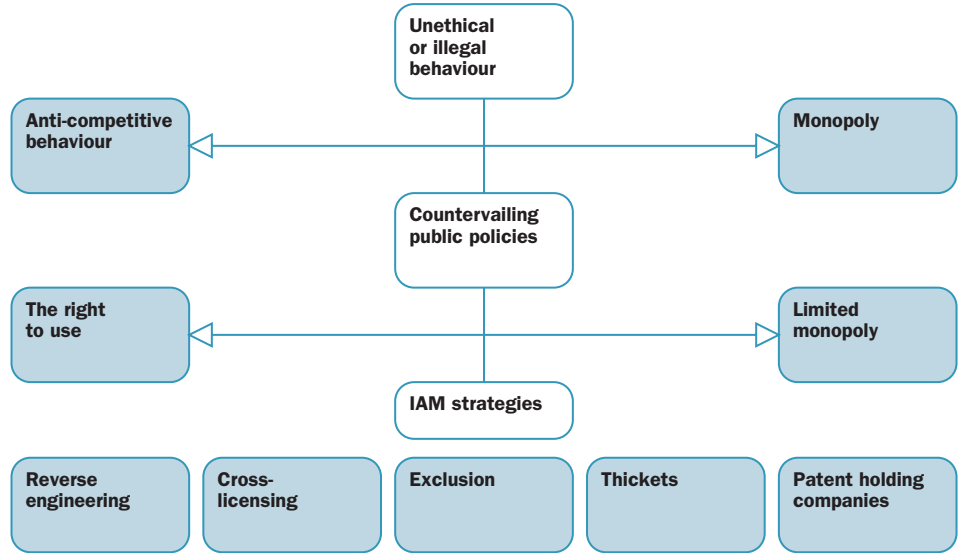 Unethical
or illegal
behaviour
Anti-competitive
behaviour
Monopoly
Countervailing
public policies
The right
to use
Limited
monopoly
IAM strategies
Reverse
engineering
Cross-
licensing
Exclusion
Thickets
Patent holding
companies